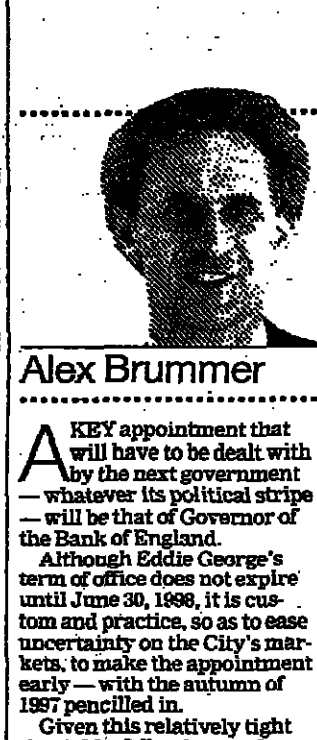 Alex Brummer
A KEY appointment that
will have to be dealt with
by the next government
— whatever its political stripe
— will be that of Governor of
the Bank of England.
Although Eddie George's
term of office does not expire
until June 30, 1998, it is cus-
tom and practice, so as to ease
uncertainty on the City's mar-
kets, to make the appointment
early — with the autumn of
1997 pencilled in.
Given this relatively tight